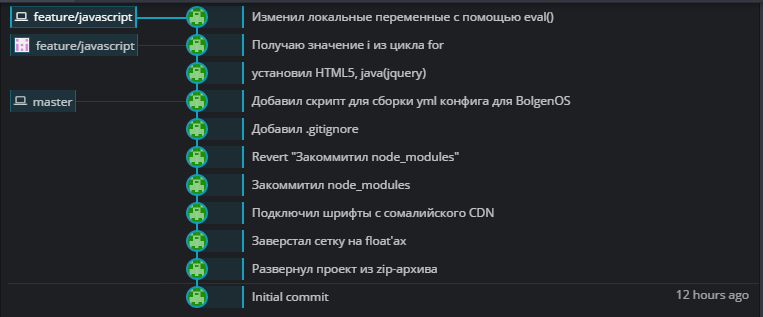 feature/javascript Изменил локальные переменные с помощью eval()
feature/javascript Получаю значение i из цикла for
установил HTML5, java(jquery)
master Добавил скрипт для сборки yml конфига для BolgenOS
Добавил .gitignore
Revert "Закоммитил node_modules"
Закоммитил node_modules
Подключил шрифты с сомалийского CDN
Заверстал сетку на float'ах
Развернул проект из zip-архива
Initial commit 12 hours ago